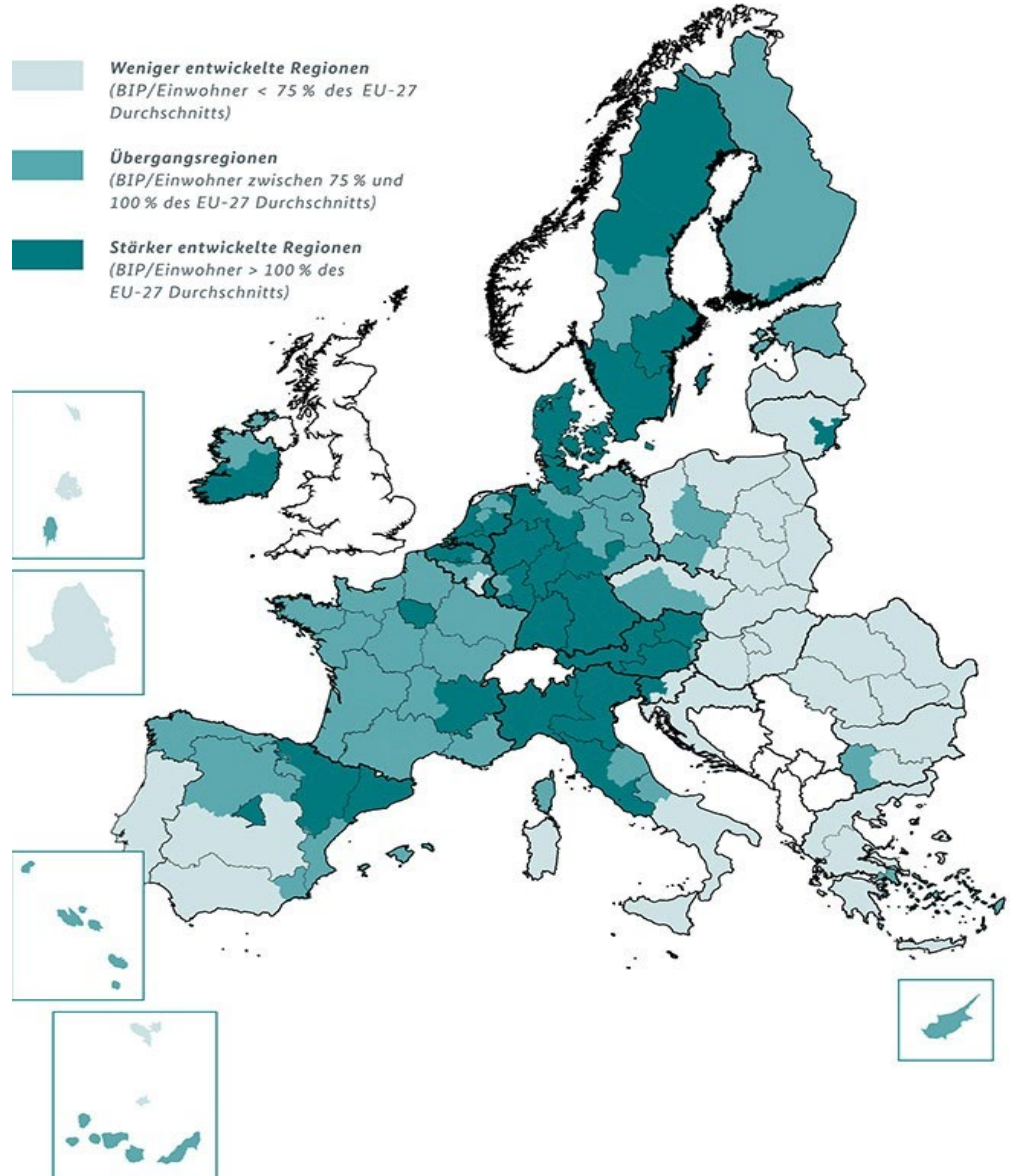 Weniger entwickelte Regionen
(BIP/Einwohner < 75 % des EU-27
Durchschnitts)
Übergangsregionen
(BIP/Einwohner zwischen 75 % und
100 % des EU-27 Durchschnitts)
Stärker entwickelte Regionen
(BIP/Einwohner > 100 % des
EU-27 Durchschnitts)